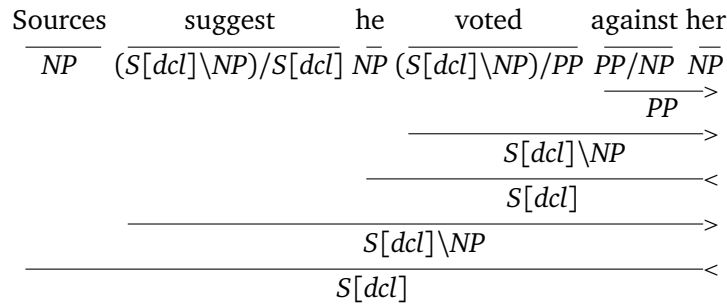 Sources suggest he voted against her
NP (S[dcl]\NP)/S[dcl] NP (S[dcl]\NP)/PP PP/NP NP
>
PP
>
S[dcl]\NP
<
S[dcl]
>
S[dcl]\NP
<
S[dcl]